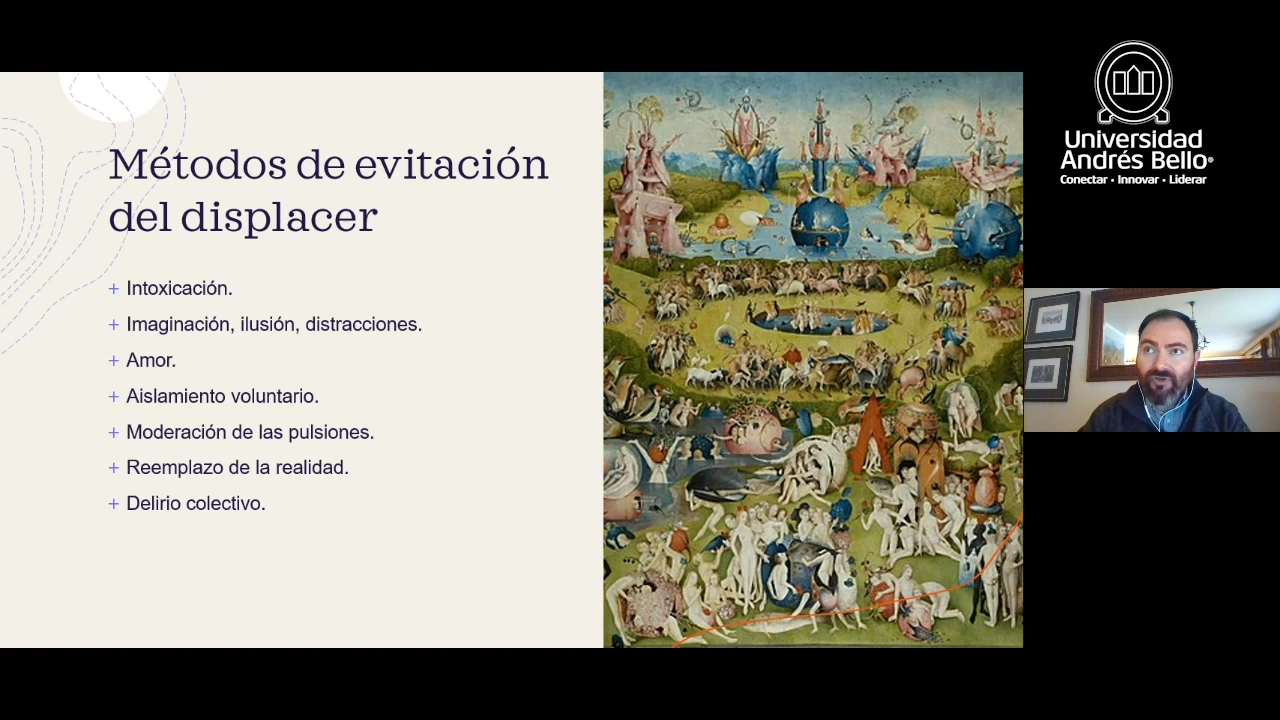 Métodos de evitación
del displacer
+ Intoxicación.
+ Imaginación, ilusión, distracciones.
+ Amor.
+ Aislamiento voluntario.
+ Moderación de las pulsiones.
+ Reemplazo de la realidad.
+ Delirio colectivo.
Universidad
Andrés Bello®
Conectar • Innovar • Liderar